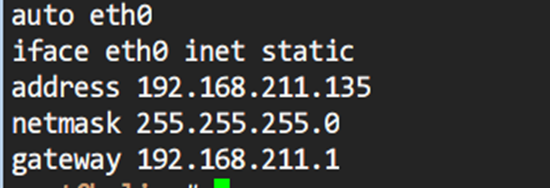 auto eth0
iface eth0 inet static
address 192.168.211.135
netmask 255.255.255.0
gateway 192.168.211.1